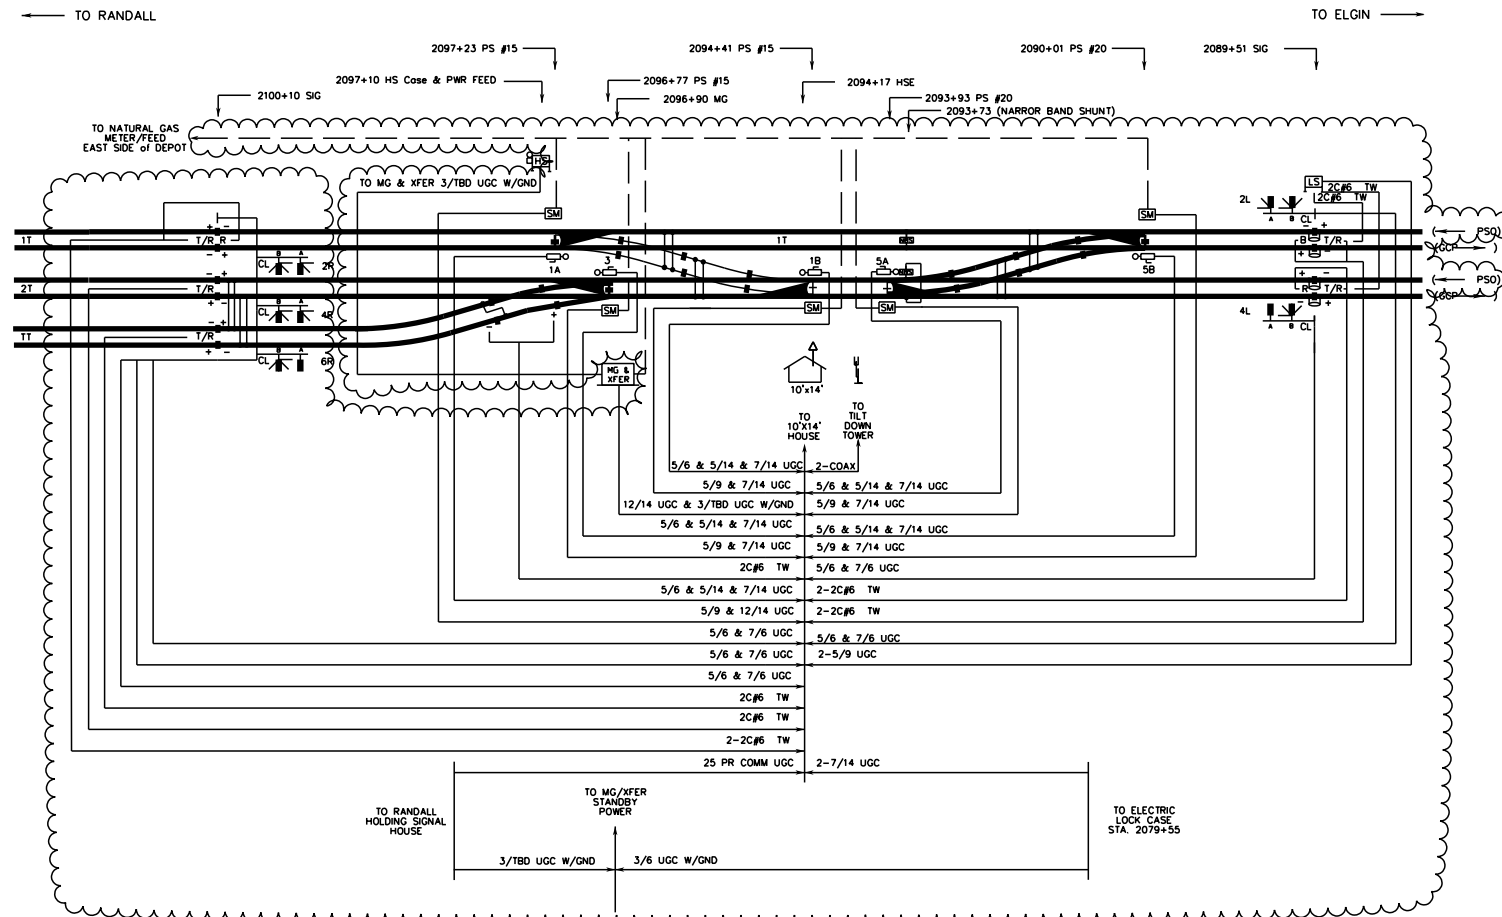 TO RANDALL
TO ELGIN
2097+23 PS #15
2094+41 PS #15
2090+01 PS #20
2089+51 SIG
2097+10 HS Case & PWR FEED
2096+77 PS #15
2094+17 HSE
2100+10 SIG
2096+90 MG
2093+93 PS #20
2093+73 (NARROR BAND SHUNT)
TO NATURAL GAS
METER/FEED
EAST SIDE of DEPOT
HS
TO MG & XFER 3/TBD UGC W/GND
LS
2C#6 TW
2C#6 TW
2L
A B CL
SM
SM
1T
T/R R
1T
B T/R
( PSO)
(GCP )
B A
CL 2R
1A
3
1B
5A
5B
2T
T/R
R T/R
( PSO)
(GCP )
SM
SM
SM
CL 4R
B A
4L
A B CL
TT
T/R
B A
CL 6R
MG &
XFER
10'x14'
TO
10'X14'
HOUSE
TO
TILT
DOWN
TOWER
5/6 & 5/14 & 7/14 UGC
2-COAX
5/9 & 7/14 UGC
5/6 & 5/14 & 7/14 UGC
12/14 UGC & 3/TBD UGC W/GND
5/9 & 7/14 UGC
5/6 & 5/14 & 7/14 UGC
5/6 & 5/14 & 7/14 UGC
5/9 & 7/14 UGC
5/9 & 7/14 UGC
2C#6 TW
5/6 & 7/6 UGC
5/6 & 5/14 & 7/14 UGC
2-2C#6 TW
5/9 & 12/14 UGC
2-2C#6 TW
5/6 & 7/6 UGC
5/6 & 7/6 UGC
5/6 & 7/6 UGC
2-5/9 UGC
5/6 & 7/6 UGC
2C#6 TW
2C#6 TW
2-2C#6 TW
25 PR COMM UGC
2-7/14 UGC
TO MG/XFER
STANDBY
POWER
TO RANDALL
HOLDING SIGNAL
HOUSE
TO ELECTRIC
LOCK CASE
STA. 2079+55
3/TBD UGC W/GND
3/6 UGC W/GND